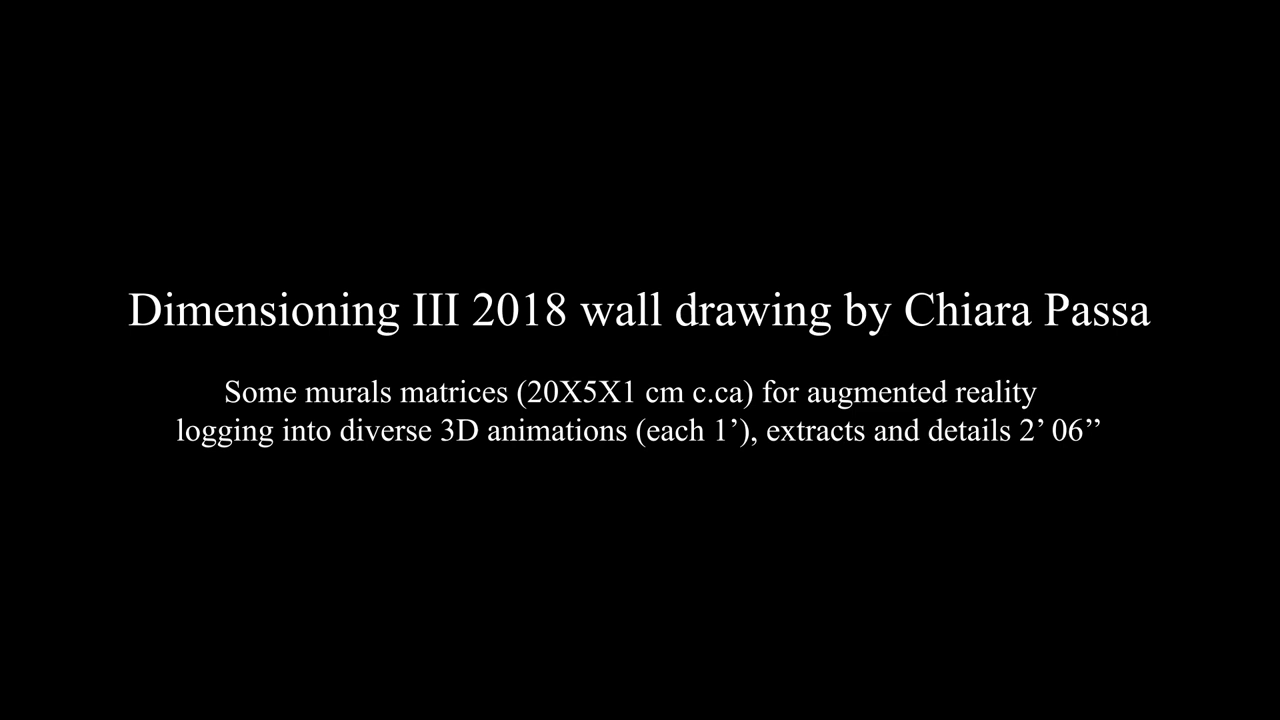 Dimensioning III 2018 wall drawing by Chiara Passa
Some murals matrices (20X5X1 cm c.ca) for augmented reality
logging into diverse 3D animations (each 1’), extracts and details 2’ 06’’